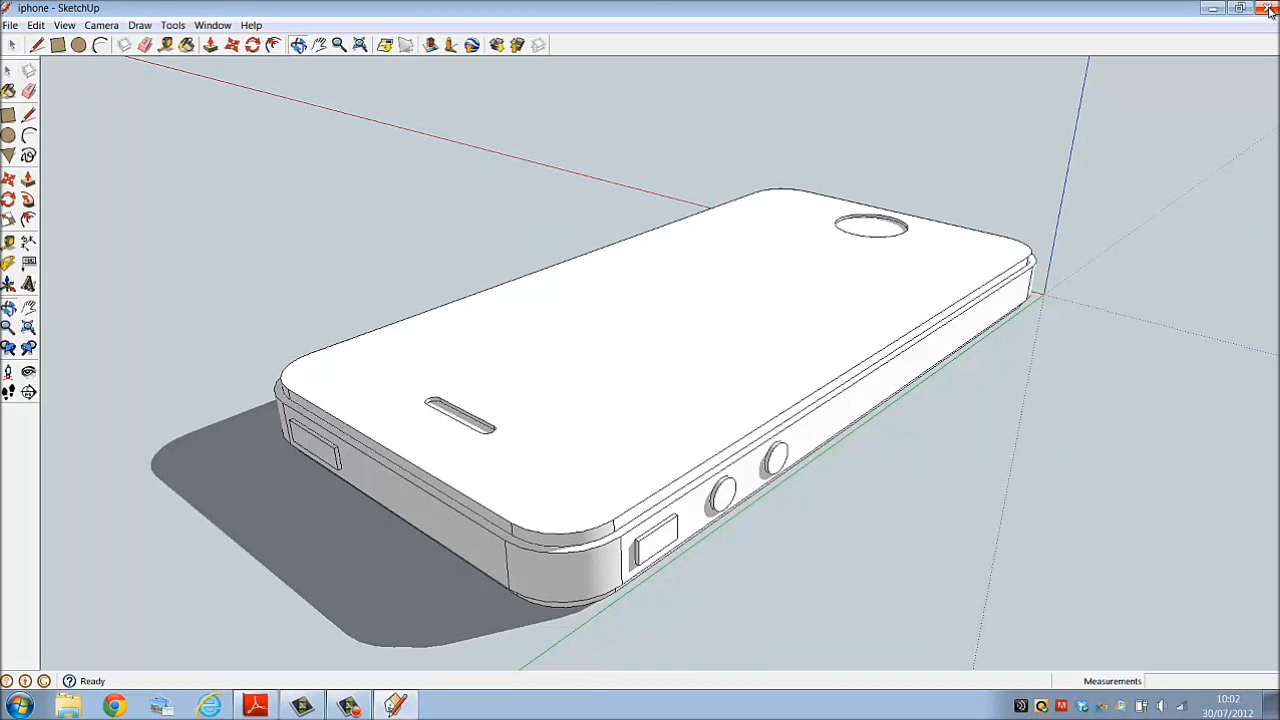 iphone - SketchUp
File Edit View Camera Draw Tools Window Help
Ready
Measurements
10:02
30/07/2012